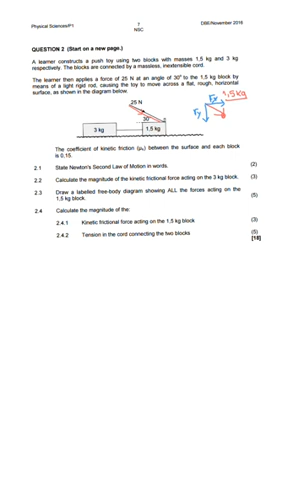 Physical Sciences/P1
7
NSC
DBE/November 2016
QUESTION 2 (Start on a new page.)
A learner constructs a push toy using two blocks with masses 1,5 kg and 3 kg
respectively. The blocks are connected by a massless, inextensible cord.
The learner then applies a force of 25 N at an angle of 30° to the 1,5 kg block by
means of a light rigid rod, causing the toy to move across a flat, rough, horizontal
surface, as shown in the diagram below.
25 N
30°
3 kg
1,5 kg
Fx
1,5kg
Fy
The coefficient of kinetic friction (μk) between the surface and each block
is 0,15.
2.1 State Newton's Second Law of Motion in words. (2)
2.2 Calculate the magnitude of the kinetic frictional force acting on the 3 kg block. (3)
2.3 Draw a labelled free-body diagram showing ALL the forces acting on the
1,5 kg block. (5)
2.4 Calculate the magnitude of the:
2.4.1 Kinetic frictional force acting on the 1,5 kg block (3)
2.4.2 Tension in the cord connecting the two blocks (5)
[18]